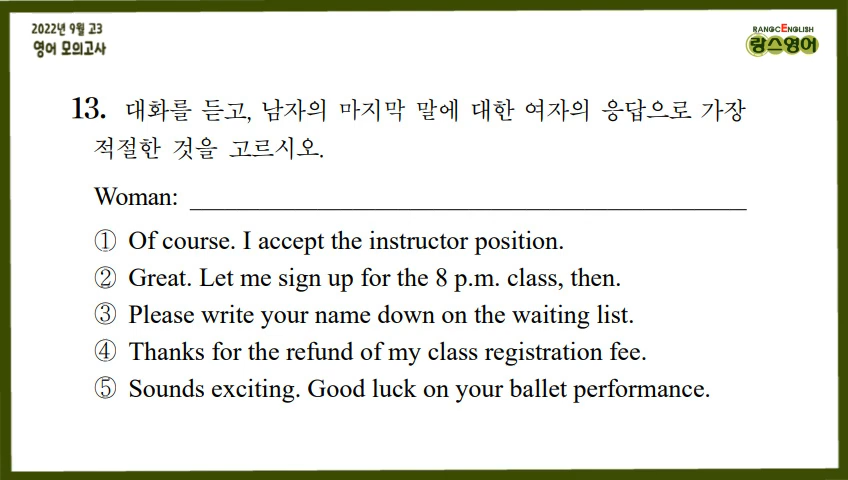 2022년 9월 고3
영어 모의고사
RANGCENGLISH
랑스영어
13. 대화를 듣고, 남자의 마지막 말에 대한 여자의 응답으로 가장
적절한 것을 고르시오.
Woman:
① Of course. I accept the instructor position.
② Great. Let me sign up for the 8 p.m. class, then.
③ Please write your name down on the waiting list.
④ Thanks for the refund of my class registration fee.
⑤ Sounds exciting. Good luck on your ballet performance.